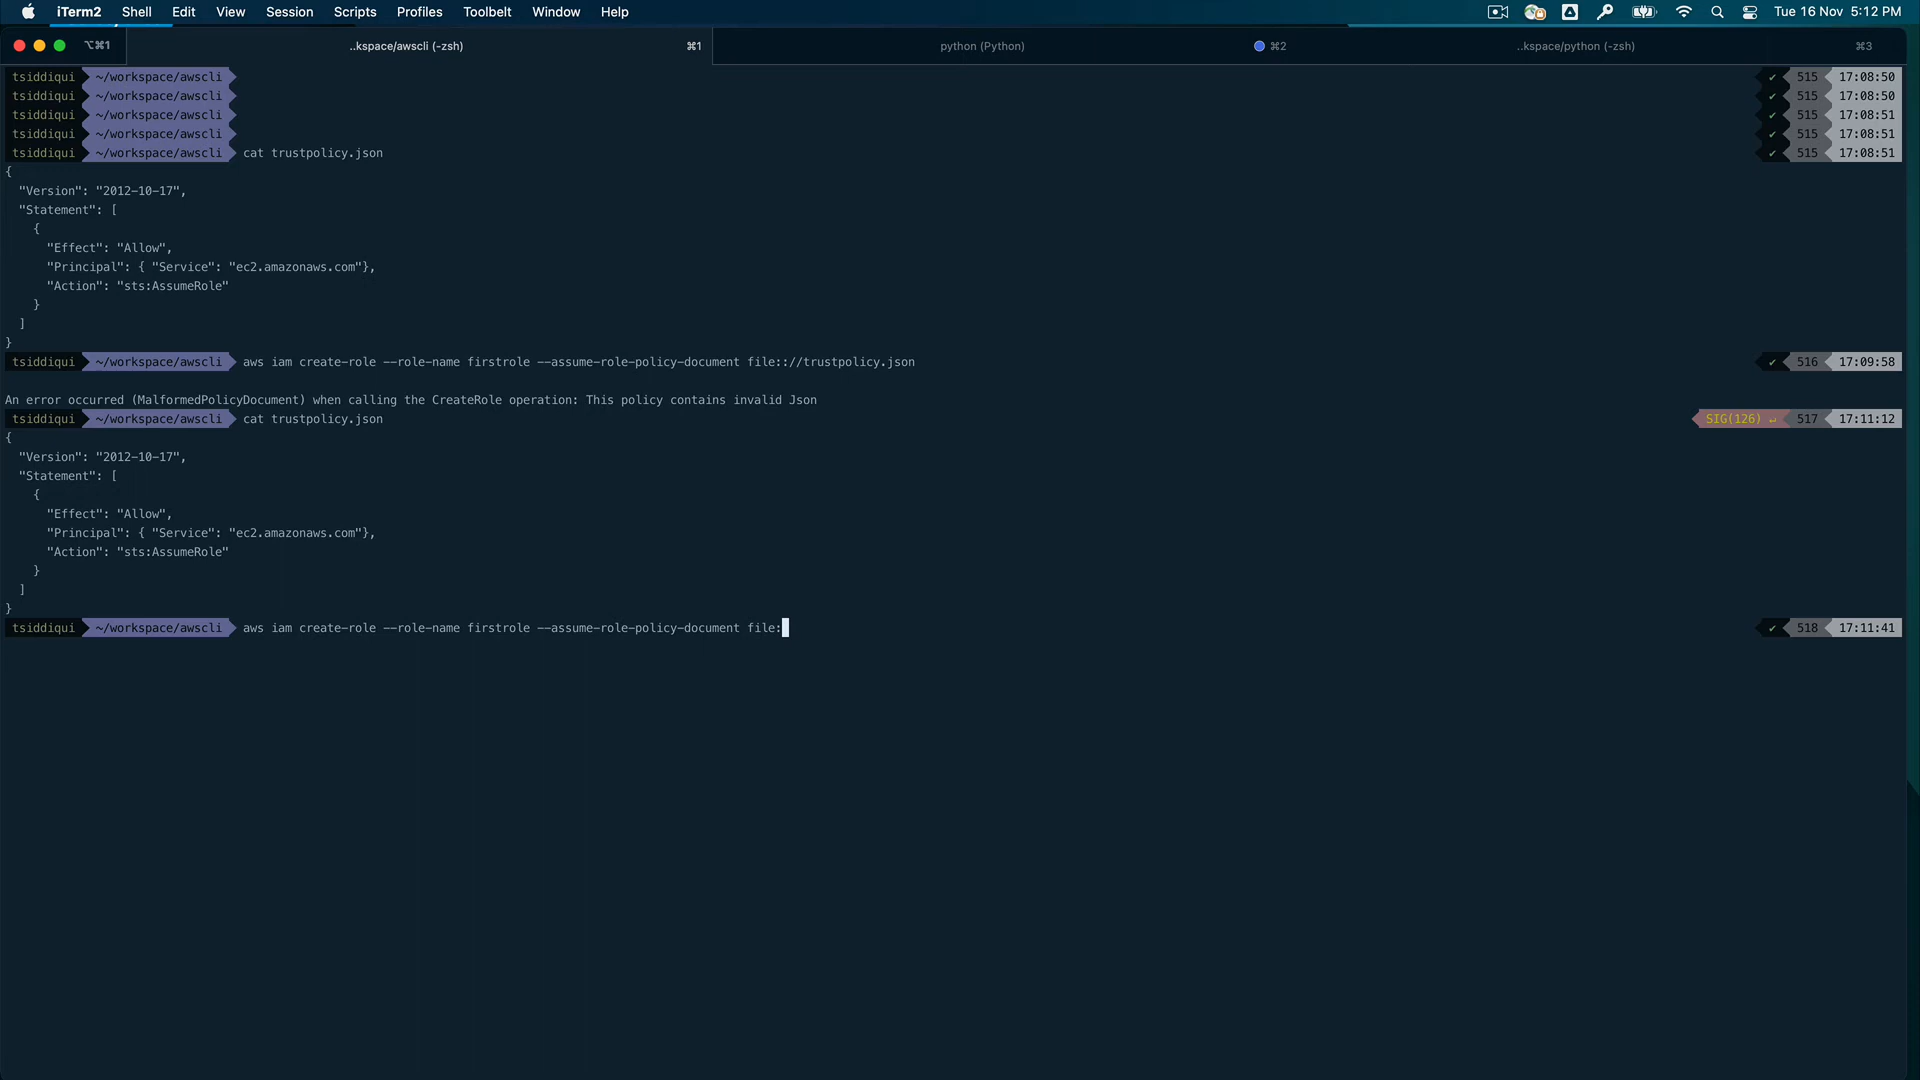 iTerm2 Shell Edit View Session Scripts Profiles Toolbelt Window Help Tue 16 Nov 5:12 PM
⌥⌘1 ..kspace/awscli (-zsh) ⌘1 python (Python) ⌘2 ..kspace/python (-zsh) ⌘3
tsiddiqui ~/workspace/awscli ✔ 515 17:08:50
tsiddiqui ~/workspace/awscli ✔ 515 17:08:50
tsiddiqui ~/workspace/awscli ✔ 515 17:08:51
tsiddiqui ~/workspace/awscli ✔ 515 17:08:51
tsiddiqui ~/workspace/awscli cat trustpolicy.json ✔ 515 17:08:51
{
"Version": "2012-10-17",
"Statement": [
{
"Effect": "Allow",
"Principal": { "Service": "ec2.amazonaws.com"},
"Action": "sts:AssumeRole"
}
]
}
tsiddiqui ~/workspace/awscli aws iam create-role --role-name firstrole --assume-role-policy-document file:://trustpolicy.json ✔ 516 17:09:58
An error occurred (MalformedPolicyDocument) when calling the CreateRole operation: This policy contains invalid Json
tsiddiqui ~/workspace/awscli cat trustpolicy.json SIG(126) ↵ 517 17:11:12
{
"Version": "2012-10-17",
"Statement": [
{
"Effect": "Allow",
"Principal": { "Service": "ec2.amazonaws.com"},
"Action": "sts:AssumeRole"
}
]
}
tsiddiqui ~/workspace/awscli aws iam create-role --role-name firstrole --assume-role-policy-document file: ✔ 518 17:11:41